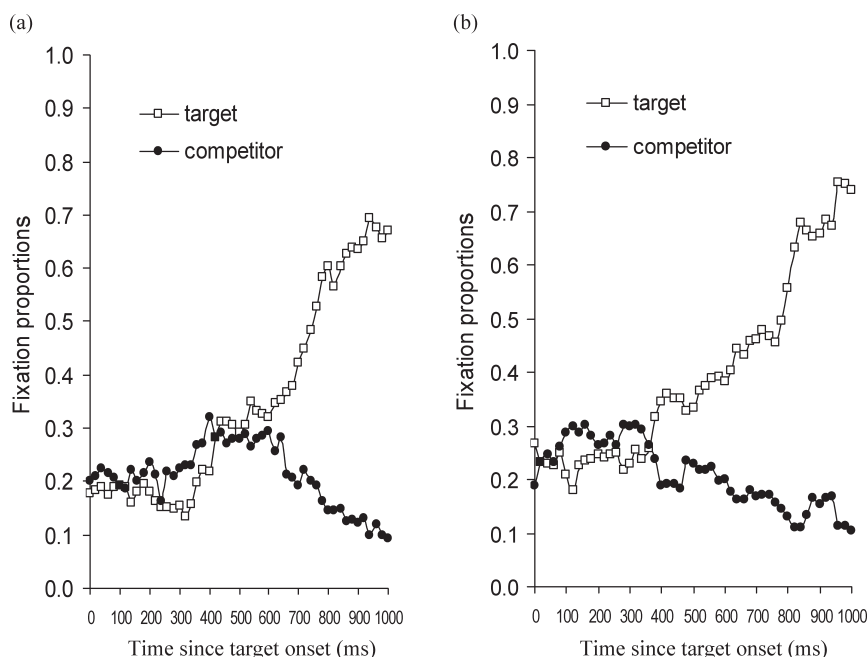 (a)
1.0
0.9
0.8
0.7
0.6
0.5
0.4
0.3
0.2
0.1
0.0
Fixation proportions
target
competitor
0 100 200 300 400 500 600 700 800 900 1000
Time since target onset (ms)
(b)
1.0
0.9
0.8
0.7
0.6
0.5
0.4
0.3
0.2
0.1
0.0
Fixation proportions
target
competitor
0 100 200 300 400 500 600 700 800 900 1000
Time since target onset (ms)